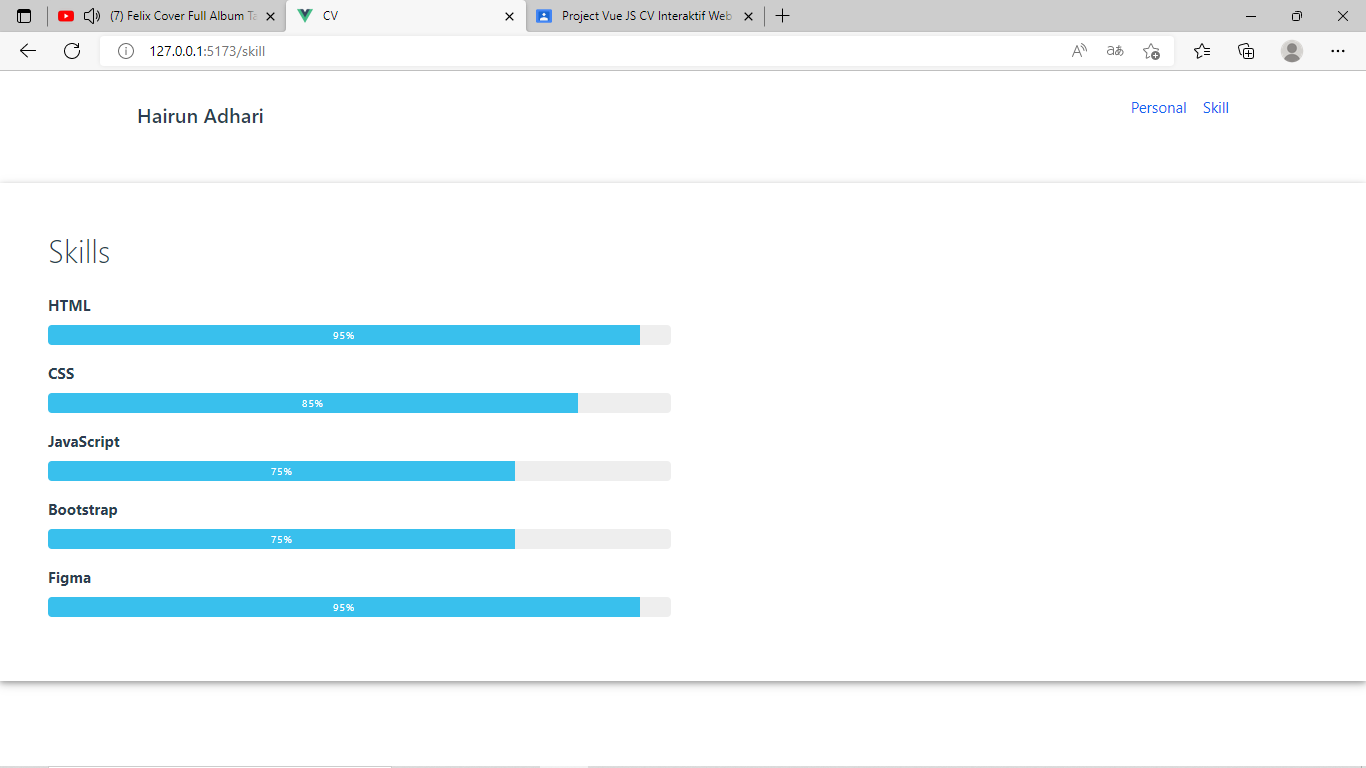 (7) Felix Cover Full Album Ta
CV
Project Vue JS CV Interaktif Web
127.0.0.1:5173/skill
Hairun Adhari
Personal Skill
Skills
HTML
95%
CSS
85%
JavaScript
75%
Bootstrap
75%
Figma
95%